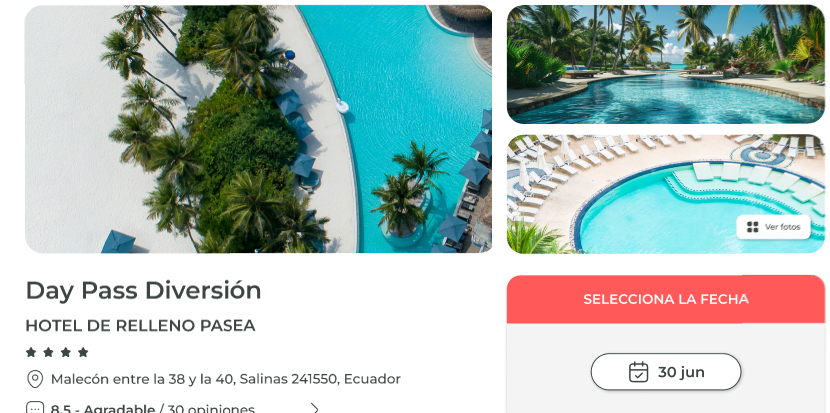 Ver fotos
Day Pass Diversión
HOTEL DE RELLENO PASEA
Malecón entre la 38 y la 40, Salinas 241550, Ecuador
8.5 - Agradable / 30 opiniones
SELECCIONA LA FECHA
30 jun